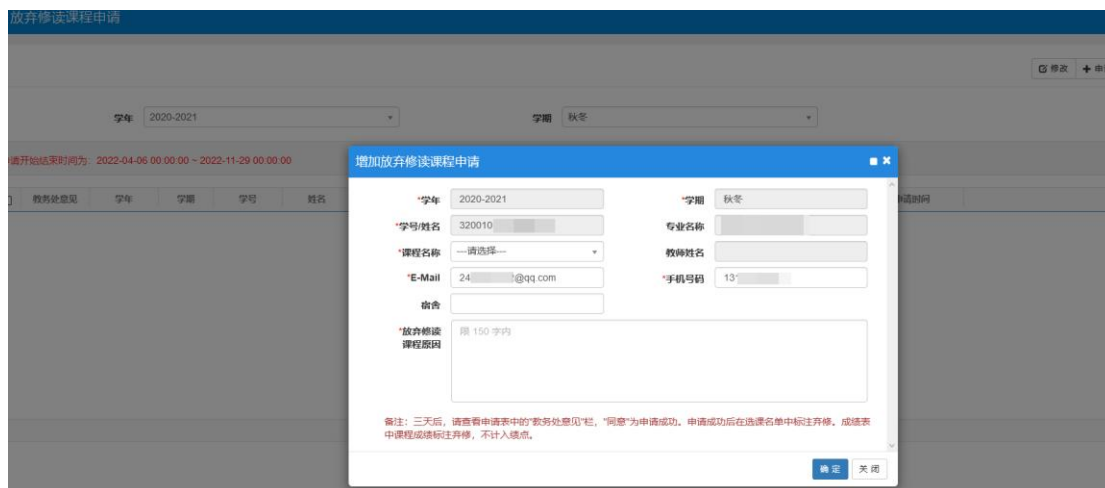 放弃修读课程申请
修改 申
学年 2020-2021 学期 秋冬
请开始结束时间为: 2022-04-06 00:00:00 ~ 2022-11-29 00:00:00
教务处意见 学年 学期 学号 姓名 申请时间
增加放弃修读课程申请
*学年 2020-2021 *学期 秋冬
*学号/姓名 320010 专业名称
*课程名称 ---请选择--- 教师姓名
*E-Mail 24 @qq.com *手机号码 13
宿舍
*放弃修读 限 150 字内
课程原因
备注:三天后,请查看申请表中的"教务处意见"栏,"同意"为申请成功。申请成功后在选课名单中标注弃修。成绩表
中课程成绩标注弃修,不计入绩点。
确定 关闭